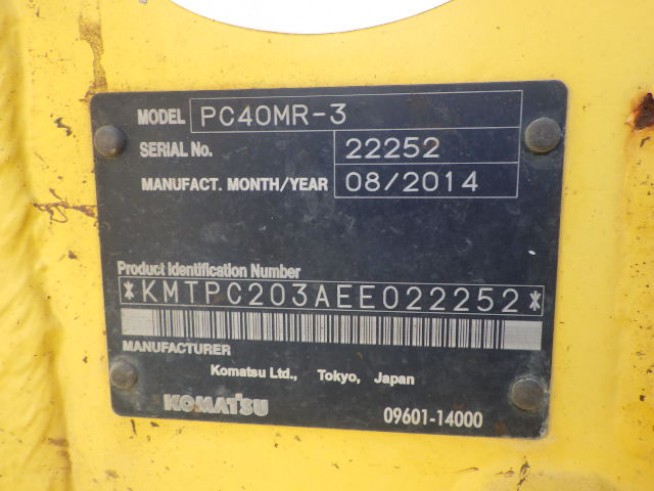 MODEL PC40MR-3
SERIAL No. 22252
MANUFACT. MONTH/YEAR 08/2014
Product Identification Number
*KMTPC203AEE022252*
MANUFACTURER
Komatsu Ltd., Tokyo, Japan
KOMATSU 09601-14000